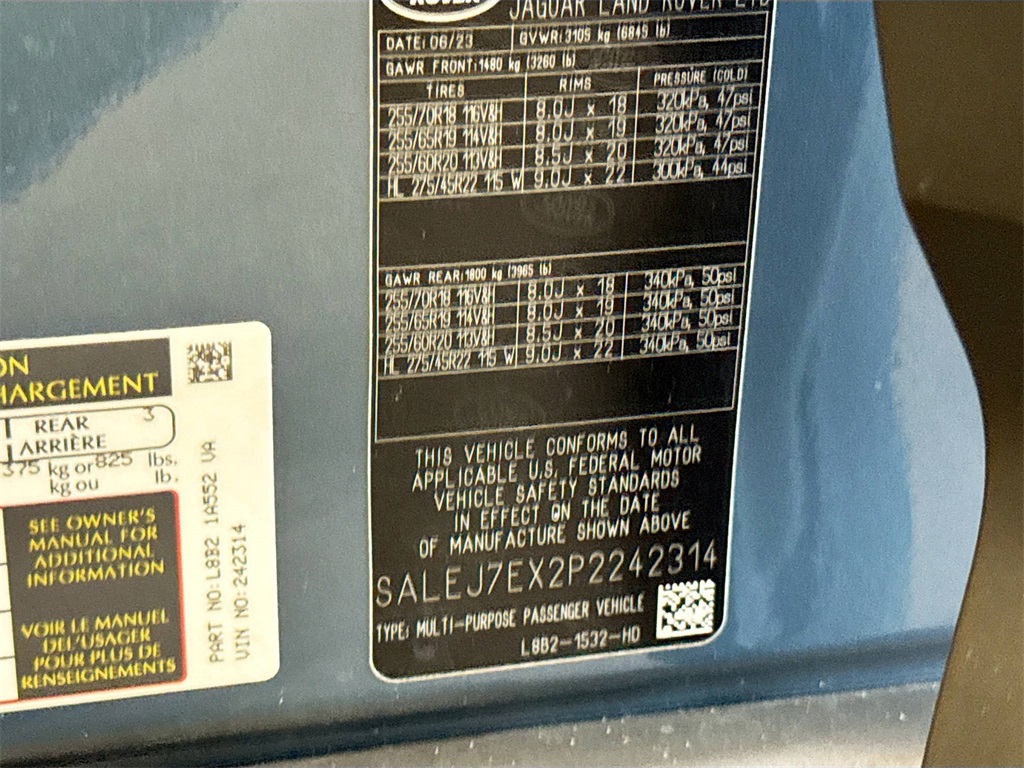 ROVER
JAGUAR LAND ROVER LTD
DATE: 06/23 GVWR: 3105 kg (6845 lb)
GAWR FRONT: 1480 kg (3260 lb)
TIRES RIMS PRESSURE (COLD)
255/70R18 116V&H 8.0J x 18 320kPa, 47psi
255/65R19 114V&H 8.0J x 19 320kPa, 47psi
255/60R20 113V&H 8.5J x 20 320kPa, 47psi
HL 275/45R22 115 W 9.0J x 22 300kPa, 44psi
GAWR REAR: 1800 kg (3965 lb)
255/70R18 116V&H 8.0J x 18 340kPa, 50psi
255/65R19 114V&H 8.0J x 19 340kPa, 50psi
255/60R20 113V&H 8.5J x 20 340kPa, 50psi
HL 275/45R22 115 W 9.0J x 22 340kPa, 50psi
THIS VEHICLE CONFORMS TO ALL
APPLICABLE U.S. FEDERAL MOTOR
VEHICLE SAFETY STANDARDS
IN EFFECT ON THE DATE
OF MANUFACTURE SHOWN ABOVE
SALEJ7EX2P2242314
TYPE: MULTI-PURPOSE PASSENGER VEHICLE
L8B2-1532-HD
ON
HARGEMENT
REAR 3
ARRIÈRE
375 kg or 825 lbs.
kg ou lb.
SEE OWNER'S
MANUAL FOR
ADDITIONAL
INFORMATION
VOIR LE MANUEL
DEL'USAGER
POUR PLUS DE
RENSEIGNEMENTS
PART NO: L8B2 1A552 VA
VIN NO: 242314